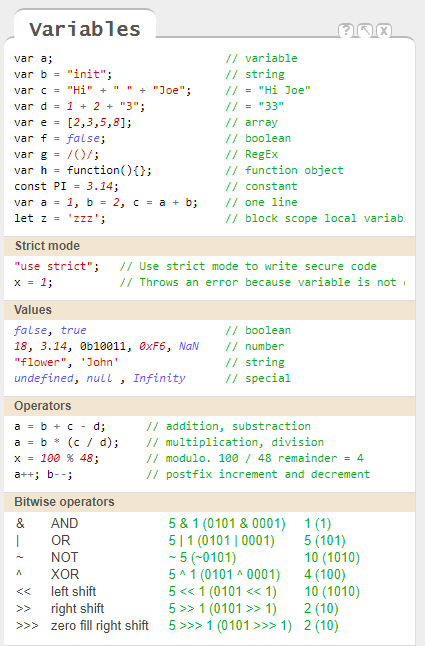 Variables
? x
var a; // variable
var b = "init"; // string
var c = "Hi" + " " + "Joe"; // = "Hi Joe"
var d = 1 + 2 + "3"; // = "33"
var e = [2,3,5,8]; // array
var f = false; // boolean
var g = /()/; // RegEx
var h = function(){}; // function object
const PI = 3.14; // constant
var a = 1, b = 2, c = a + b; // one line
let z = 'zzz'; // block scope local variab
Strict mode
"use strict"; // Use strict mode to write secure code
x = 1; // Throws an error because variable is not
Values
false, true // boolean
18, 3.14, 0b10011, 0xF6, NaN // number
"flower", 'John' // string
undefined, null , Infinity // special
Operators
a = b + c - d; // addition, substraction
a = b * (c / d); // multiplication, division
x = 100 % 48; // modulo. 100 / 48 remainder = 4
a++; b--; // postfix increment and decrement
Bitwise operators
& AND 5 & 1 (0101 & 0001) 1 (1)
| OR 5 | 1 (0101 | 0001) 5 (101)
~ NOT ~ 5 (~0101) 10 (1010)
^ XOR 5 ^ 1 (0101 ^ 0001) 4 (100)
<< left shift 5 << 1 (0101 << 1) 10 (1010)
>> right shift 5 >> 1 (0101 >> 1) 2 (10)
>>> zero fill right shift 5 >>> 1 (0101 >>> 1) 2 (10)